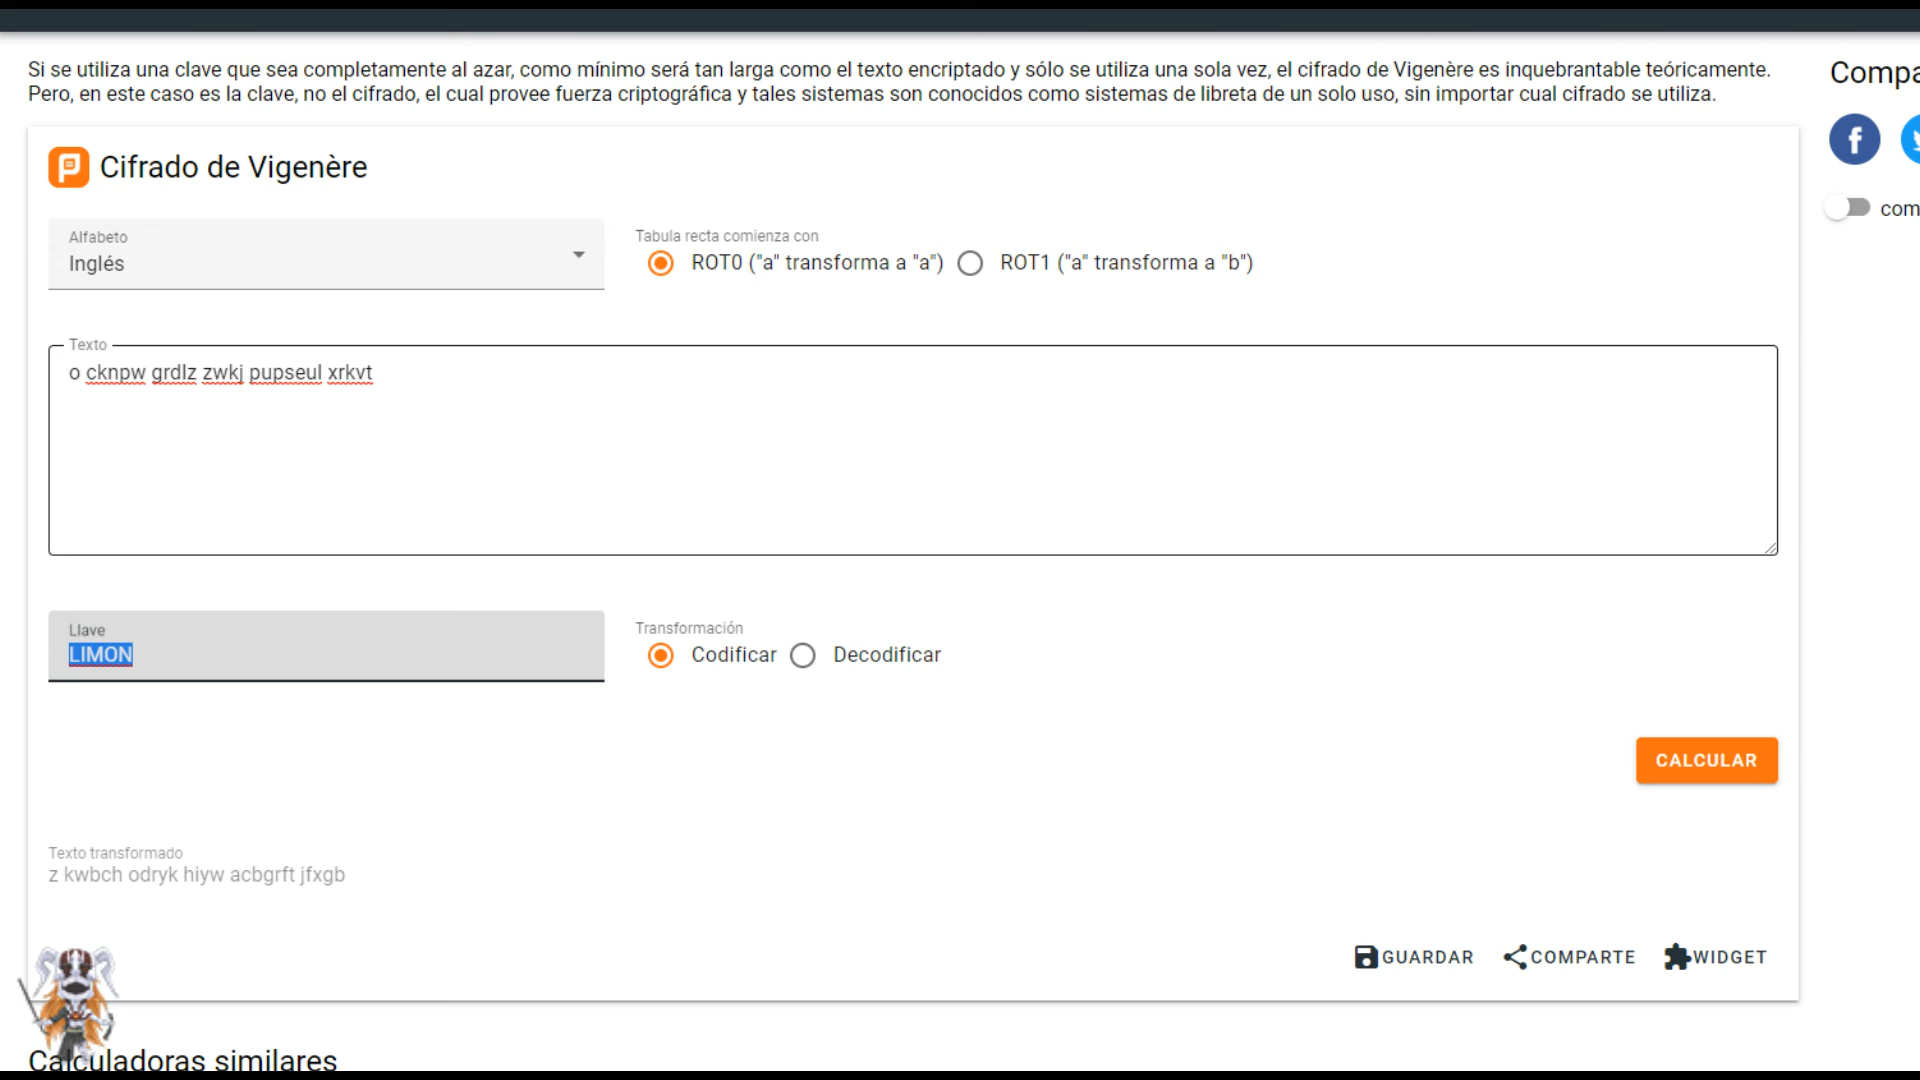 Si se utiliza una clave que sea completamente al azar, como mínimo será tan larga como el texto encriptado y sólo se utiliza una sola vez, el cifrado de Vigenère es inquebrantable teóricamente.
Pero, en este caso es la clave, no el cifrado, el cual provee fuerza criptográfica y tales sistemas son conocidos como sistemas de libreta de un solo uso, sin importar cual cifrado se utiliza.
Compa
Cifrado de Vigenère
Alfabeto
Inglés
Tabula recta comienza con
ROT0 ("a" transforma a "a")
ROT1 ("a" transforma a "b")
com
Texto
o cknpw grdlz zwkj pupseul xrkvt
Llave
LIMON
Transformación
Codificar
Decodificar
CALCULAR
Texto transformado
z kwbch odryk hiyw acbgrft jfxgb
GUARDAR
COMPARTE
WIDGET
Calculadoras similares